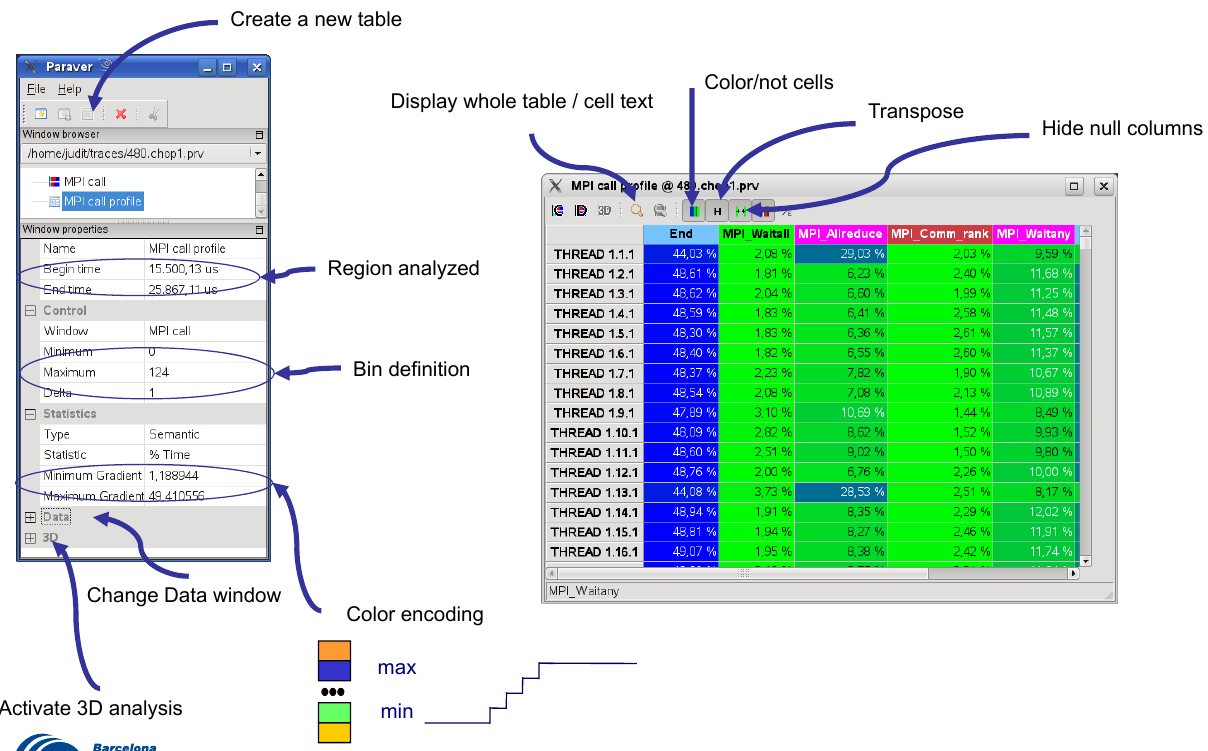 Create a new table
Paraver
File Help
Window browser
/home/judit/traces/480.chop1.prv
MPI call
MPI call profile
Window properties
Name MPI call profile
Begin time 15.500,13 us
End time 25.867,11 us
Control
Window MPI call
Minimum 0
Maximum 124
Delta 1
Statistics
Type Semantic
Statistic % Time
Minimum Gradient 1,188944
Maximum Gradient 49,410556
Data
3D
Region analyzed
Bin definition
Change Data window
Color encoding
max
min
Activate 3D analysis
Barcelona
Display whole table / cell text
Color/not cells
Transpose
Hide null columns
MPI call profile @ 480.chop1.prv
3D H
End MPI_Waitall MPI_Allreduce MPI_Comm_rank MPI_Waitany
THREAD 1.1.1 44,03 % 2,08 % 29,03 % 2,03 % 9,59 %
THREAD 1.2.1 48,61 % 1,81 % 6,23 % 2,40 % 11,68 %
THREAD 1.3.1 48,62 % 2,04 % 6,60 % 1,99 % 11,25 %
THREAD 1.4.1 48,59 % 1,83 % 6,41 % 2,58 % 11,48 %
THREAD 1.5.1 48,30 % 1,83 % 6,36 % 2,61 % 11,57 %
THREAD 1.6.1 48,40 % 1,82 % 6,55 % 2,60 % 11,37 %
THREAD 1.7.1 48,37 % 2,23 % 7,82 % 1,90 % 10,67 %
THREAD 1.8.1 48,54 % 2,08 % 7,08 % 2,13 % 10,89 %
THREAD 1.9.1 47,89 % 3,10 % 10,69 % 1,44 % 8,49 %
THREAD 1.10.1 48,09 % 2,82 % 8,62 % 1,52 % 9,93 %
THREAD 1.11.1 48,60 % 2,51 % 9,02 % 1,50 % 9,80 %
THREAD 1.12.1 48,76 % 2,00 % 6,76 % 2,26 % 10,00 %
THREAD 1.13.1 44,08 % 3,73 % 28,53 % 2,51 % 8,17 %
THREAD 1.14.1 48,94 % 1,91 % 8,35 % 2,29 % 12,02 %
THREAD 1.15.1 48,81 % 1,94 % 8,27 % 2,46 % 11,91 %
THREAD 1.16.1 49,07 % 1,95 % 8,38 % 2,42 % 11,74 %
MPI_Waitany